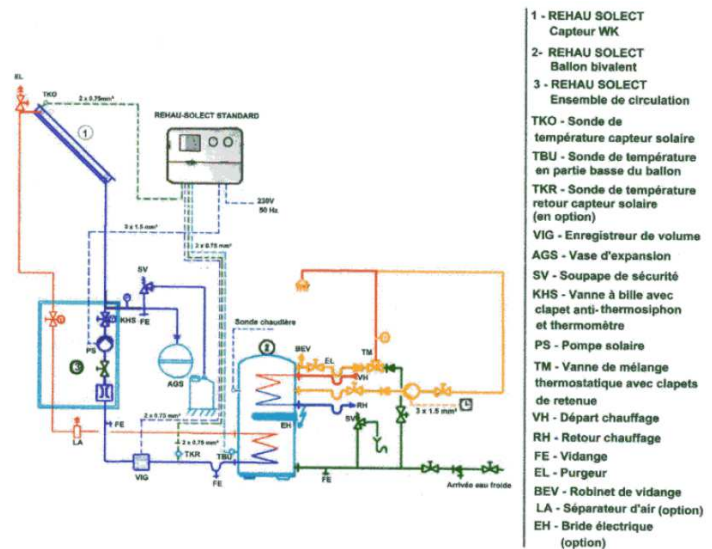 EL
TKO
2 x 0.75mm²
REHAU-SOLECT STANDARD
1
230V
50 Hz
3 x 1.5 mm²
2 x 0.75 mm²
SV
FE
KHS
PS
3
AGS
Sonde chaudière
2
BEV
EL
TM
VH
RH
3 x 1.5 mm²
EH
SV
FE
LA
2 x 0.75 mm²
2 x 0.75 mm²
TKR
TBU
VIG
FE
FE
Arrivée eau froide
1 - REHAU SOLECT
Capteur WK
2- REHAU SOLECT
Ballon bivalent
3 - REHAU SOLECT
Ensemble de circulation
TKO - Sonde de
température capteur solaire
TBU - Sonde de température
en partie basse du ballon
TKR - Sonde de température
retour capteur solaire
(en option)
VIG - Enregistreur de volume
AGS - Vase d'expansion
SV - Soupape de sécurité
KHS - Vanne à bille avec
clapet anti-thermosiphon
et thermomètre
PS - Pompe solaire
TM - Vanne de mélange
thermostatique avec clapets
de retenue
VH - Départ chauffage
RH - Retour chauffage
FE - Vidange
EL - Purgeur
BEV - Robinet de vidange
LA - Séparateur d'air (option)
EH - Bride électrique
(option)